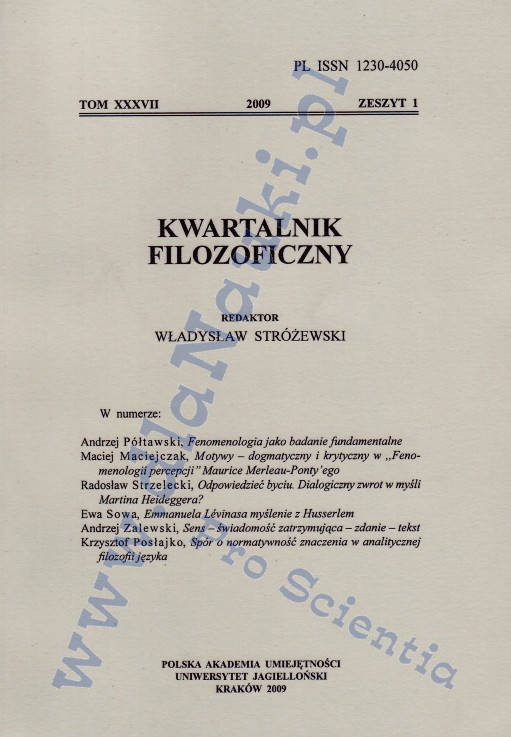 PL ISSN 1230-4050
TOM XXXVII 2009 ZESZYT 1
KWARTALNIK
FILOZOFICZNY
REDAKTOR
WŁADYSŁAW STRÓŻEWSKI
W numerze:
Andrzej Półtawski, Fenomenologia jako badanie fundamentalne
Maciej Maciejczak, Motywy – dogmatyczny i krytyczny w „Feno-
menologii percepcji” Maurice Merleau-Ponty'ego
Radosław Strzelecki, Odpowiedzieć byciu. Dialogiczny zwrot w myśli
Martina Heideggera?
Ewa Sowa, Emmanuela Lévinasa myślenie z Husserlem
Andrzej Zalewski, Sens – świadomość zatrzymująca – zdanie – tekst
Krzysztof Posłajko, Spór o normatywność znaczenia w analitycznej
filozofii języka
POLSKA AKADEMIA UMIEJĘTNOŚCI
UNIWERSYTET JAGIELLOŃSKI
KRAKÓW 2009
www.dlaNauki.pl
Pro Scientia